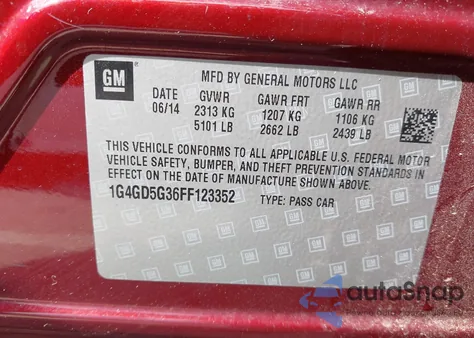 GM
MFD BY GENERAL MOTORS LLC
DATE GVWR GAWR FRT GAWR RR
06/14 2313 KG 1207 KG 1106 KG
5101 LB 2662 LB 2439 LB
THIS VEHICLE CONFORMS TO ALL APPLICABLE U.S. FEDERAL MOTOR
VEHICLE SAFETY, BUMPER, AND THEFT PREVENTION STANDARDS IN
EFFECT ON THE DATE OF MANUFACTURE SHOWN ABOVE.
1G4GD5G36FF123352 TYPE: PASS CAR
autoSnap